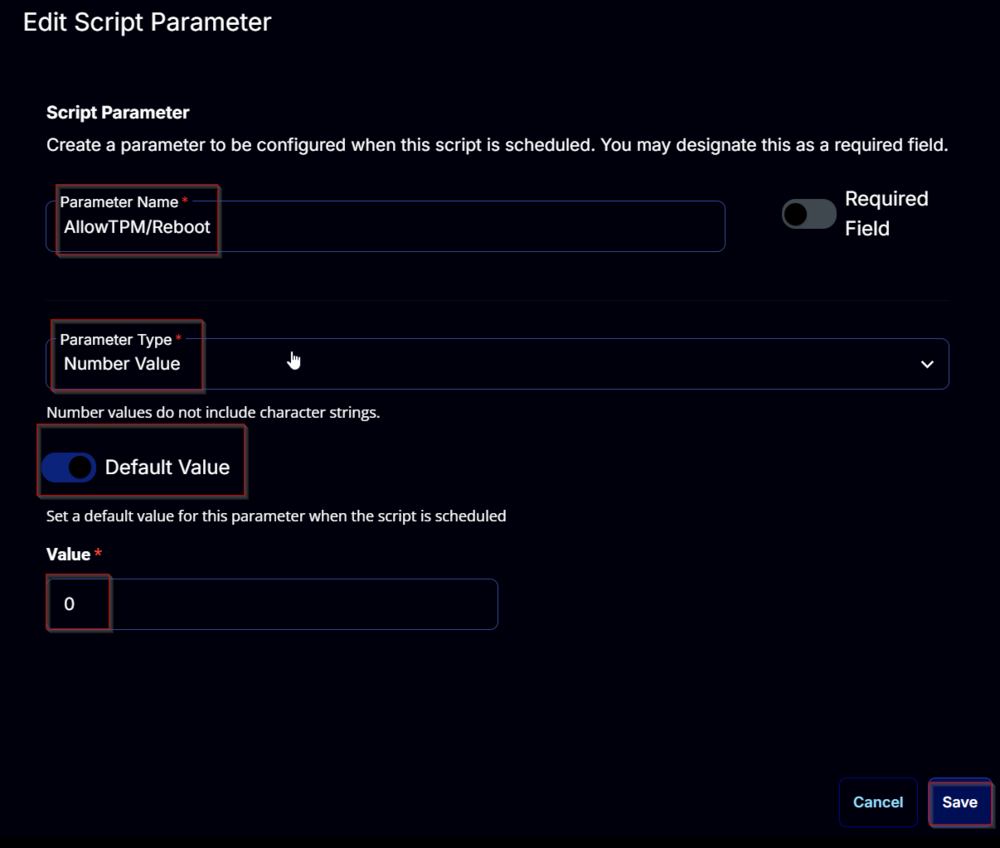 Edit Script Parameter
Script Parameter
Create a parameter to be configured when this script is scheduled. You may designate this as a required field.
Parameter Name *
AllowTPM/Reboot
Required
Field
Parameter Type *
Number Value
Number values do not include character strings.
Default Value
Set a default value for this parameter when the script is scheduled
Value *
0
Cancel
Save